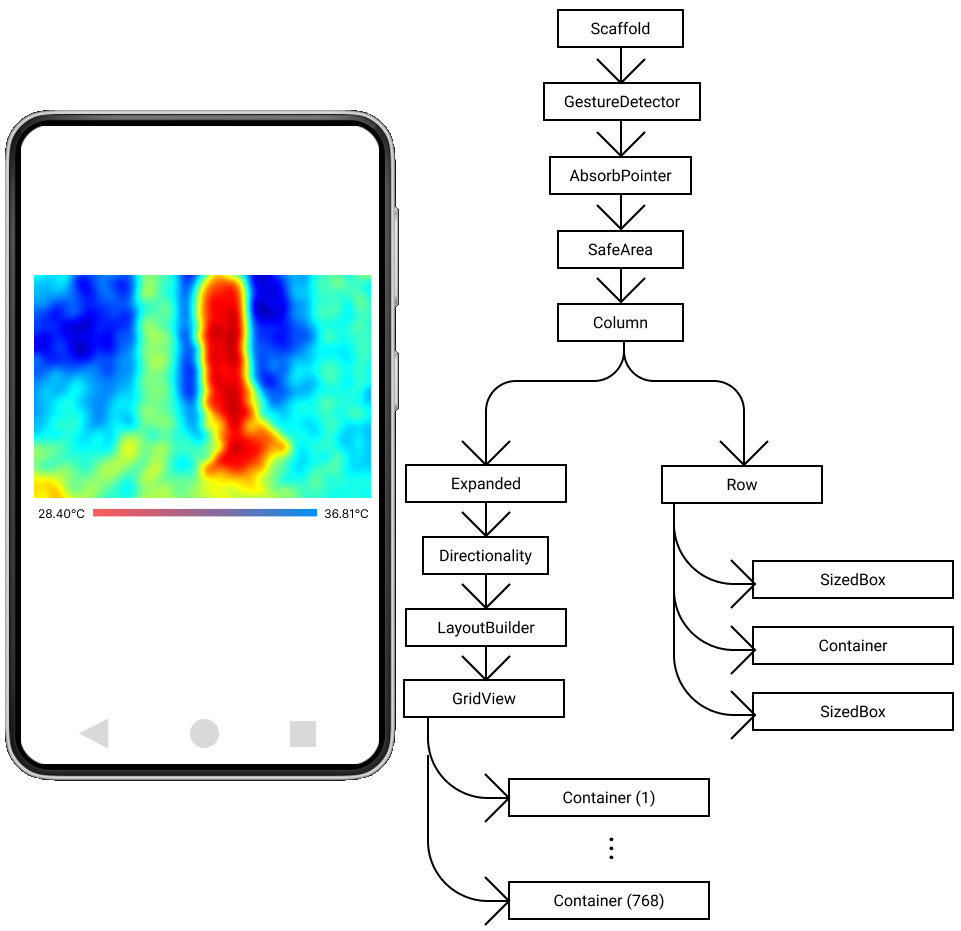 Scaffold
GestureDetector
AbsorbPointer
SafeArea
Column
Expanded
Row
Directionality
LayoutBuilder
GridView
SizedBox
Container
SizedBox
Container (1)
Container (768)
28.40°C
36.81°C